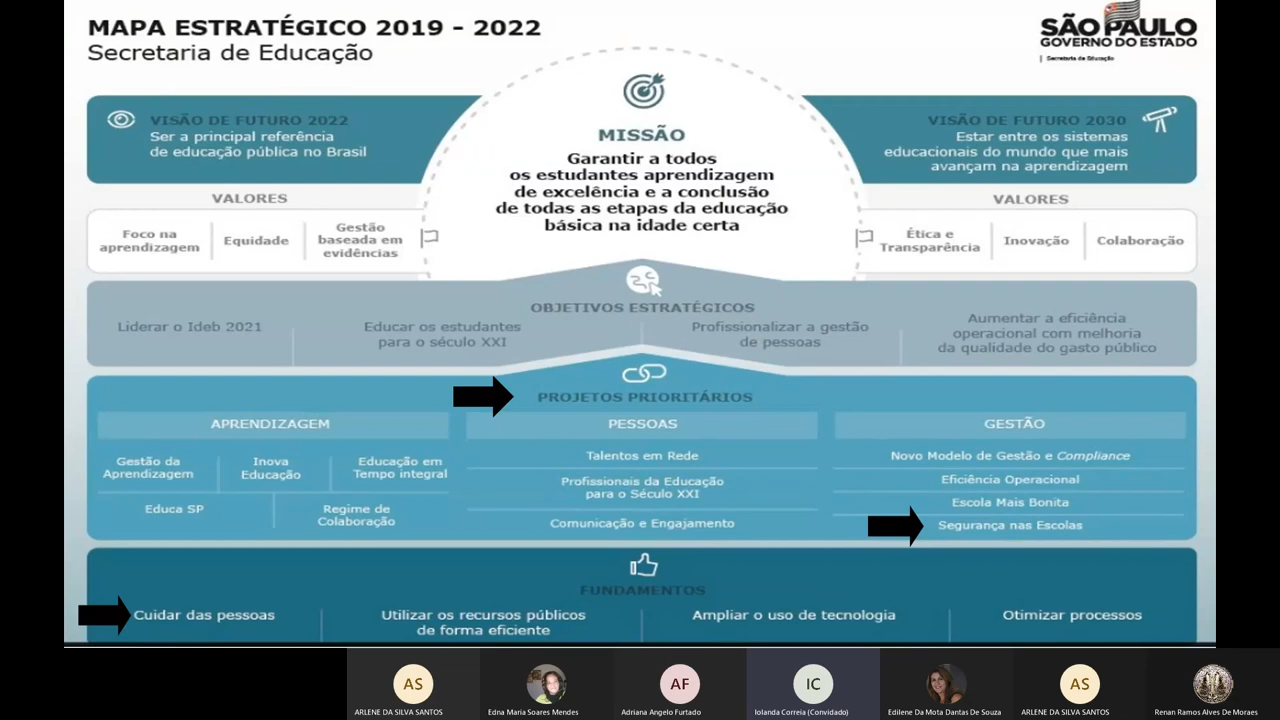 MAPA ESTRATÉGICO 2019 - 2022
Secretaria de Educação
SÃO PAULO
GOVERNO DO ESTADO
Secretaria de Educação
VISÃO DE FUTURO 2022
Ser a principal referência
de educação pública no Brasil
MISSÃO
Garantir a todos
os estudantes aprendizagem
de excelência e a conclusão
de todas as etapas da educação
básica na idade certa
VISÃO DE FUTURO 2030
Estar entre os sistemas
educacionais do mundo que mais
avançam na aprendizagem
VALORES
Foco na
aprendizagem
Equidade
Gestão
baseada em
evidências
VALORES
Ética e
Transparência
Inovação
Colaboração
OBJETIVOS ESTRATÉGICOS
Liderar o Ideb 2021
Educar os estudantes
para o século XXI
Profissionalizar a gestão
de pessoas
Aumentar a eficiência
operacional com melhoria
da qualidade do gasto público
PROJETOS PRIORITÁRIOS
APRENDIZAGEM
Gestão da
Aprendizagem
Inova
Educação
Educação em
Tempo integral
Educa SP
Regime de
Colaboração
PESSOAS
Talentos em Rede
Profissionais da Educação
para o Século XXI
Comunicação e Engajamento
GESTÃO
Novo Modelo de Gestão e Compliance
Eficiência Operacional
Escola Mais Bonita
Segurança nas Escolas
FUNDAMENTOS
Cuidar das pessoas
Utilizar os recursos públicos
de forma eficiente
Ampliar o uso de tecnologia
Otimizar processos
AS
ARLENE DA SILVA SANTOS
Edna Maria Soares Mendes
AF
Adriana Angelo Furtado
IC
Iolanda Correia (Convidado)
Edilene Da Mota Dantas De Souza
AS
ARLENE DA SILVA SANTOS
Renan Ramos Alves De Moraes